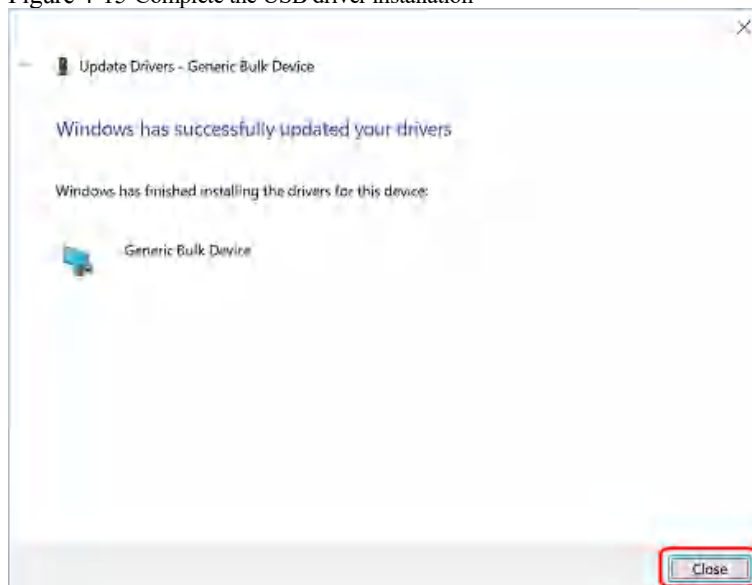 Figure 4-15 Complete the USB driver installation
Update Drivers - Generic Bulk Device
Windows has successfully updated your drivers
Windows has finished installing the drivers for this device:
Generic Bulk Device
Close